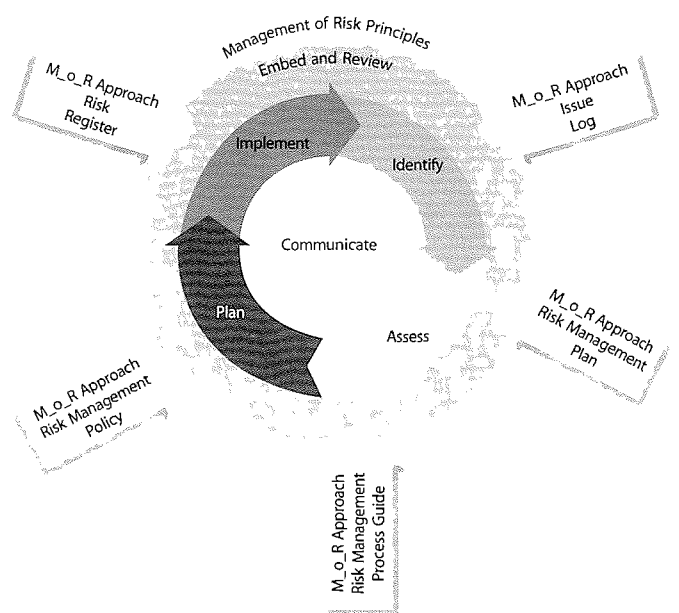 Management of Risk Principles
Embed and Review
M_o_R Approach
Risk
Register
M_o_R Approach
Issue
Log
Implement
Identify
Communicate
Plan
Assess
M_o_R Approach
Risk Management
Plan
M_o_R Approach
Risk Management
Policy
M_o_R Approach
Risk Management
Process Guide